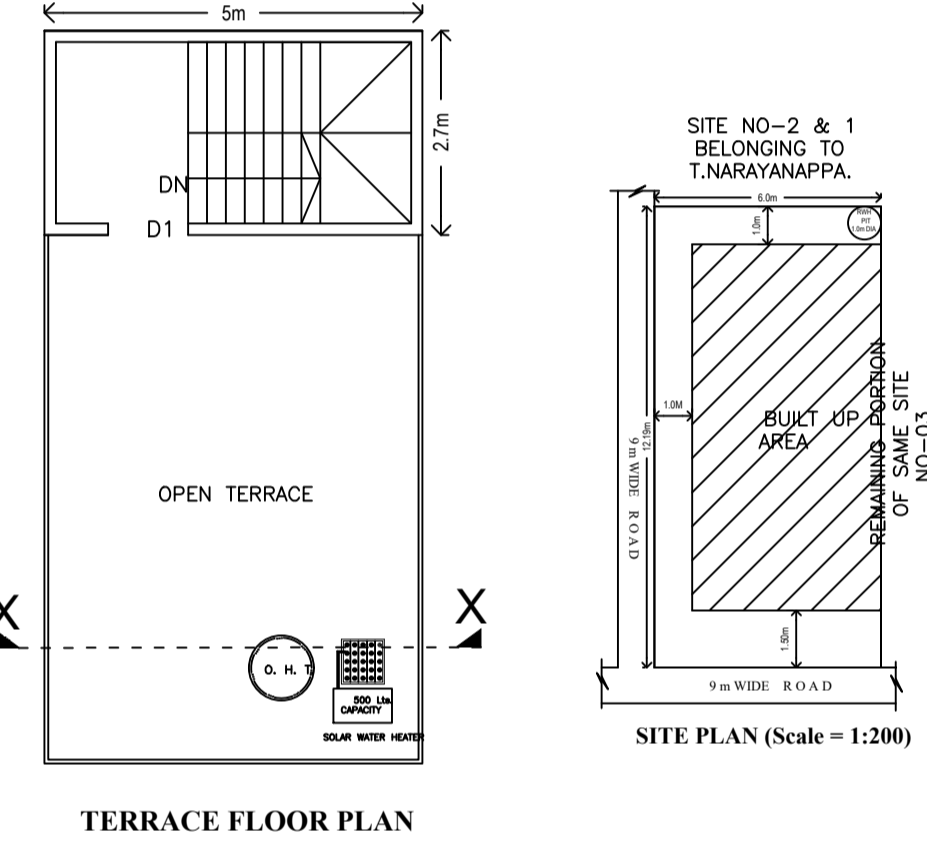 5m
2.7m
DN
D1
OPEN TERRACE
X
X
O. H. T.
500 Lts.
CAPACITY
SOLAR WATER HEATER
TERRACE FLOOR PLAN
SITE NO-2 & 1
BELONGING TO
T.NARAYANAPPA.
6.0m
1.0m
RWH
PIT
1.0m DIA
1.0M
12.19m
9 m WIDE ROAD
BUILT UP
AREA
REMAINING PORTION
OF SAME SITE
NO-03
1.50m
9 m WIDE ROAD
SITE PLAN (Scale = 1:200)